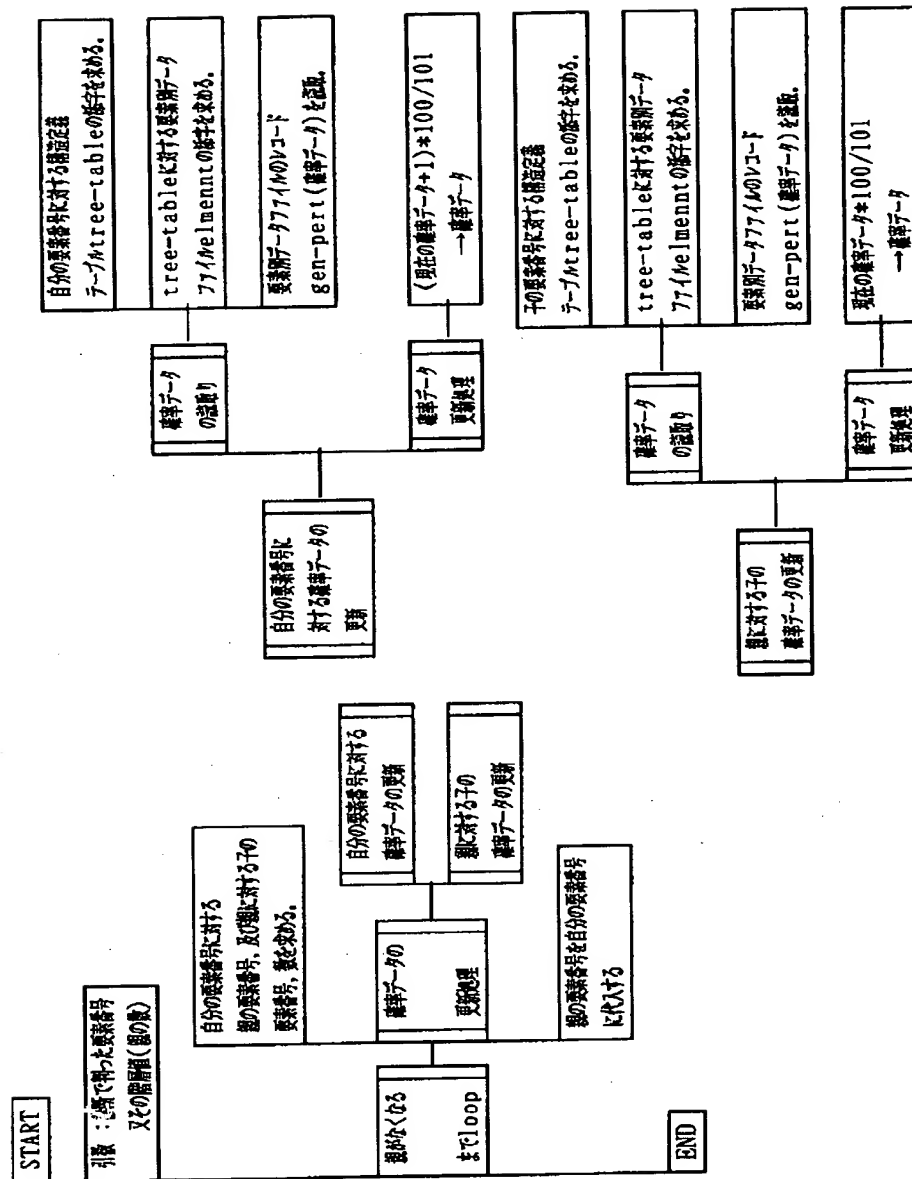 START
引数:診断で判った要素番号
又その階層値(親の数)
親がなくなる
までloop
END
自分の要素番号に対する
親の要素番号、及び親に対する子の
要素番号、数を求める。
確率データの
更新処理
親の要素番号を自分の要素番号
に代入する
自分の要素番号に対する
確率データの更新
親に対する子の
確率データの更新
自分の要素番号に
対する確率データの
更新
確率データ
の読取り
自分の要素番号に対する構造定義
テーブルtree-tableの添字を求める。
tree-tableに対する要素別データ
ファイルelmenntの添字を求める。
要素別データファイルのレコード
gen-pert(確率データ)を読取。
確率データ
更新処理
(現在の確率データ+1)*100/101
→確率データ
親に対する子の
確率データの更新
確率データ
の読取り
子の要素番号に対する構造定義
テーブルtree-tableの添字を求める。
tree-tableに対する要素別データ
ファイルelmenntの添字を求める。
要素別データファイルのレコード
gen-pert(確率データ)を読取。
確率データ
更新処理
現在の確率データ*100/101
→確率データ